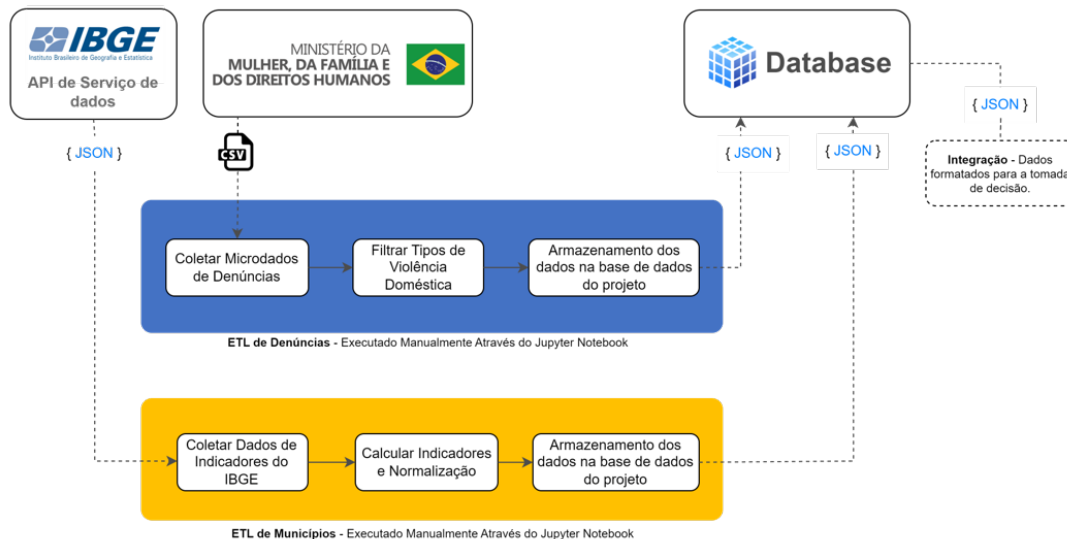 IBGE
Instituto Brasileiro de Geografia e Estatística
API de Serviço de
dados
MINISTÉRIO DA
MULHER, DA FAMÍLIA E
DOS DIREITOS HUMANOS
Database
{ JSON }
CSV
{ JSON }
{ JSON }
{ JSON }
Integração - Dados
formatados para a tomada
de decisão.
Coletar Microdados
de Denúncias
Filtrar Tipos de
Violência
Doméstica
Armazenamento dos
dados na base de dados
do projeto
ETL de Denúncias - Executado Manualmente Através do Jupyter Notebook
Coletar Dados de
Indicadores do
IBGE
Calcular Indicadores
e Normalização
Armazenamento dos
dados na base de dados
do projeto
ETL de Municípios - Executado Manualmente Através do Jupyter Notebook